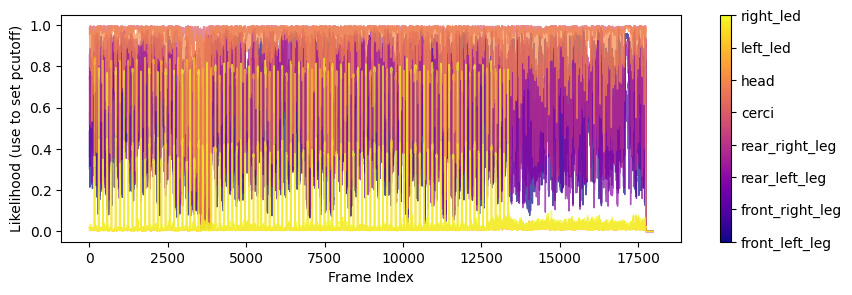 1.0
0.8
0.6
0.4
0.2
0.0
Likelihood (use to set pcutoff)
0
2500
5000
7500
10000
12500
15000
17500
Frame Index
right_led
left_led
head
cerci
rear_right_leg
rear_left_leg
front_right_leg
front_left_leg